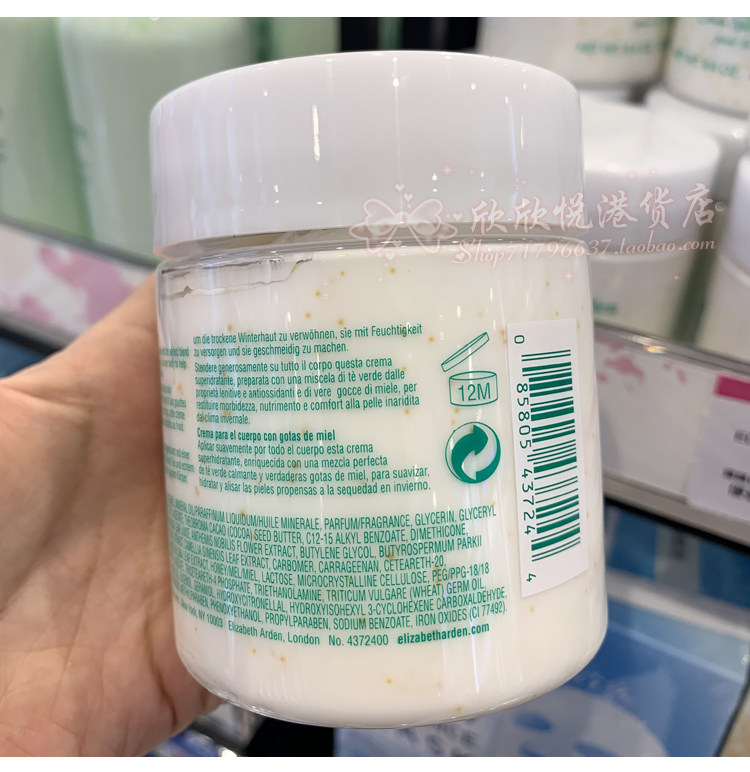 欣欣悦港货店
Shop71796637.taobao.com
um die trockene Winterhaut zu verwöhnen, sie mit Feuchtigkeit
zu versorgen und sie geschmeidig zu machen.
Stendere generosamente su tutto il corpo questa crema
superidratante, preparata con una miscela di tè verde dalle
proprietà lenitive e antiossidante e di vere gocce di miele, per
restituire morbidezza, nutrimento e comfort alla pelle inaridita
dal clima invernale.
Crema para el cuerpo con gotas de miel
Aplicar suavemente por todo el cuerpo esta crema
superhidratante, enriquecida con una mezcla perfecta
de té verde calmante y verdaderas gotas de miel, para suavizar,
hidratar y alisar las pieles propensas a la sequedad en invierno.
12M
MINERAL OIL/PARAFFINUM LIQUIDUM/HUILE MINERALE, PARFUM/FRAGRANCE, GLYCERIN, GLYCERYL
THEOBROMA CACAO (COCOA) SEED BUTTER, C12-15 ALKYL BENZOATE, DIMETHICONE,
ANTHEMIS NOBILIS FLOWER EXTRACT, BUTYLENE GLYCOL, BUTYROSPERMUM PARKII
CAMELLIA SINENSIS LEAF EXTRACT, CARBOMER, CARRAGEENAN, CETEARETH-20,
HONEY/MEL/MIEL, LACTOSE, MICROCRYSTALLINE CELLULOSE, PEG/PPG-18/18
PHOSPHATE, TRIETHANOLAMINE, TRITICUM VULGARE (WHEAT) GERM OIL,
HYDROXYCITRONELLAL, HYDROXYISOHEXYL 3-CYCLOHEXENE CARBOXALDEHYDE,
PHENOXYETHANOL, PROPYLPARABEN, SODIUM BENZOATE, IRON OXIDES (CI 77492).
NY 10003 Elizabeth Arden, London No. 4372400 elizabetharden.com
0 85805 43724 4